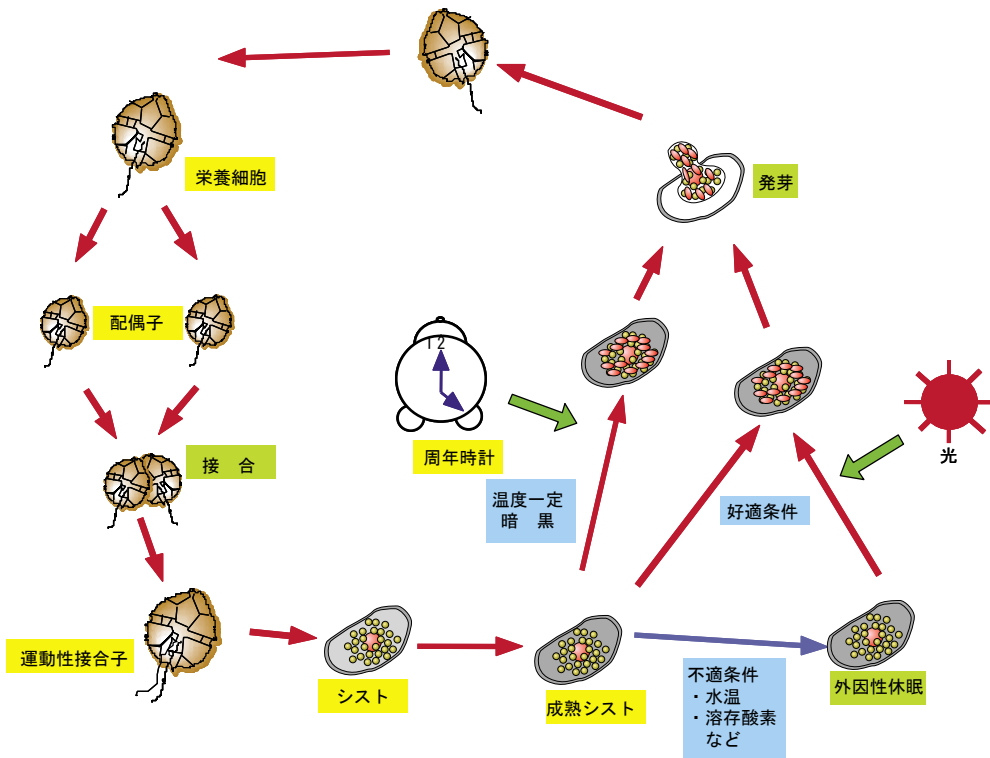 発芽
栄養細胞
配偶子
12
周年時計
接　合
光
温度一定
暗　黒
好適条件
運動性接合子
シスト
成熟シスト
不適条件
・水温
・溶存酸素
など
外因性休眠